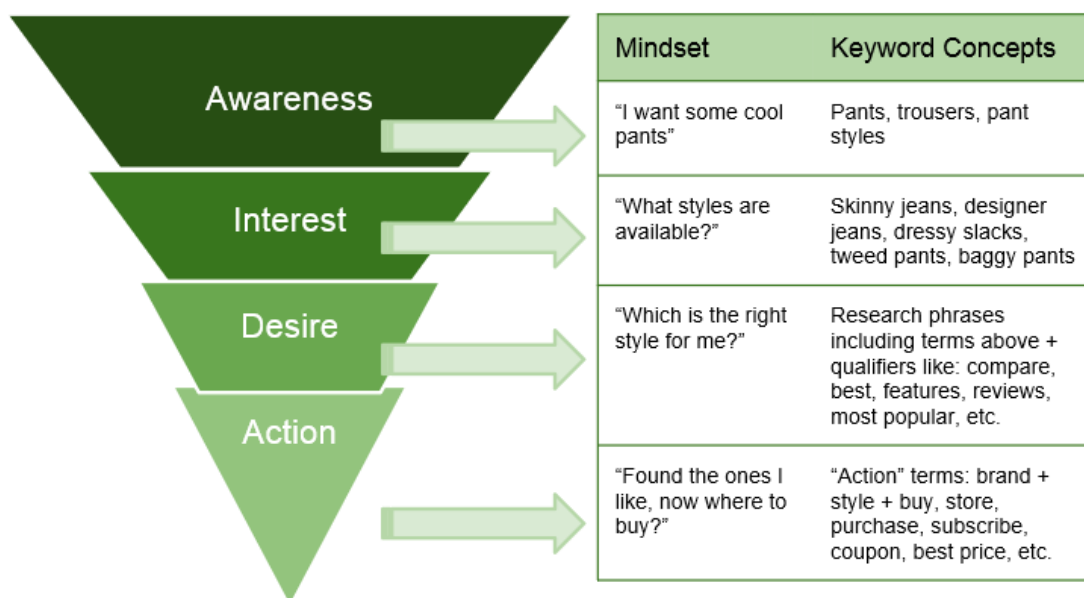 Awareness
Interest
Desire
Action
Mindset
Keyword Concepts
“I want some cool
pants”
Pants, trousers, pant
styles
“What styles are
available?”
Skinny jeans, designer
jeans, dressy slacks,
tweed pants, baggy pants
“Which is the right
style for me?”
Research phrases
including terms above +
qualifiers like: compare,
best, features, reviews,
most popular, etc.
“Found the ones I
like, now where to
buy?”
“Action” terms: brand +
style + buy, store,
purchase, subscribe,
coupon, best price, etc.